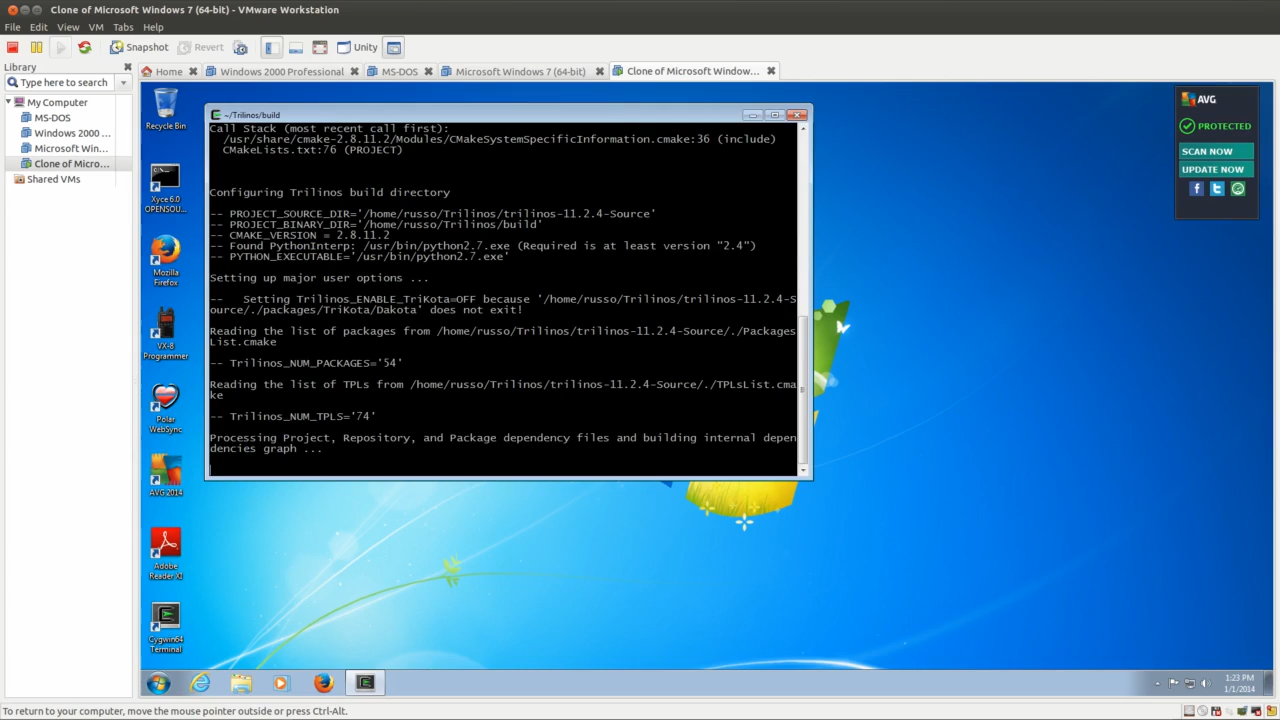 Clone of Microsoft Windows 7 (64-bit) - VMware Workstation
File Edit View VM Tabs Help
Snapshot Revert Unity
Library
Type here to search
My Computer
MS-DOS
Windows 2000 ...
Microsoft Win...
Clone of Micro...
Shared VMs
Home Windows 2000 Professional MS-DOS Microsoft Windows 7 (64-bit) Clone of Microsoft Window...
Recycle Bin
Xyce 6.0
OPENSOU...
Mozilla
Firefox
VX-8
Programmer
Polar
WebSync
AVG 2014
Adobe
Reader XI
Cygwin64
Terminal
~/Trilinos/build
Call Stack (most recent call first):
/usr/share/cmake-2.8.11.2/Modules/CMakeSystemSpecificInformation.cmake:36 (include)
CMakeLists.txt:76 (PROJECT)
Configuring Trilinos build directory
-- PROJECT_SOURCE_DIR='/home/russo/Trilinos/trilinos-11.2.4-Source'
-- PROJECT_BINARY_DIR='/home/russo/Trilinos/build'
-- CMAKE_VERSION = 2.8.11.2
-- Found PythonInterp: /usr/bin/python2.7.exe (Required is at least version "2.4")
-- PYTHON_EXECUTABLE='/usr/bin/python2.7.exe'
Setting up major user options ...
-- Setting Trilinos_ENABLE_TriKota=OFF because '/home/russo/Trilinos/trilinos-11.2.4-S
ource/./packages/TriKota/Dakota' does not exit!
Reading the list of packages from /home/russo/Trilinos/trilinos-11.2.4-Source/./Packages
List.cmake
-- Trilinos_NUM_PACKAGES='54'
Reading the list of TPLs from /home/russo/Trilinos/trilinos-11.2.4-Source/./TPLsList.cma
ke
-- Trilinos_NUM_TPLS='74'
Processing Project, Repository, and Package dependency files and building internal depen
dencies graph ...
AVG
PROTECTED
SCAN NOW
UPDATE NOW
1:23 PM
1/1/2014
To return to your computer, move the mouse pointer outside or press Ctrl-Alt.